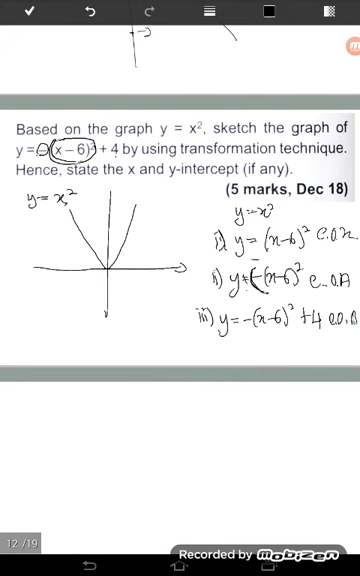 Based on the graph y = x², sketch the graph of
y = -(x – 6)² + 4 by using transformation technique.
Hence, state the x and y-intercept (if any).
(5 marks, Dec 18)
y = x²
y = x²
i) y = (x-6)²
ii) y = -(x-6)²
iii) y = -(x-6)² + 4
12 / 19
Recorded by Mobizen